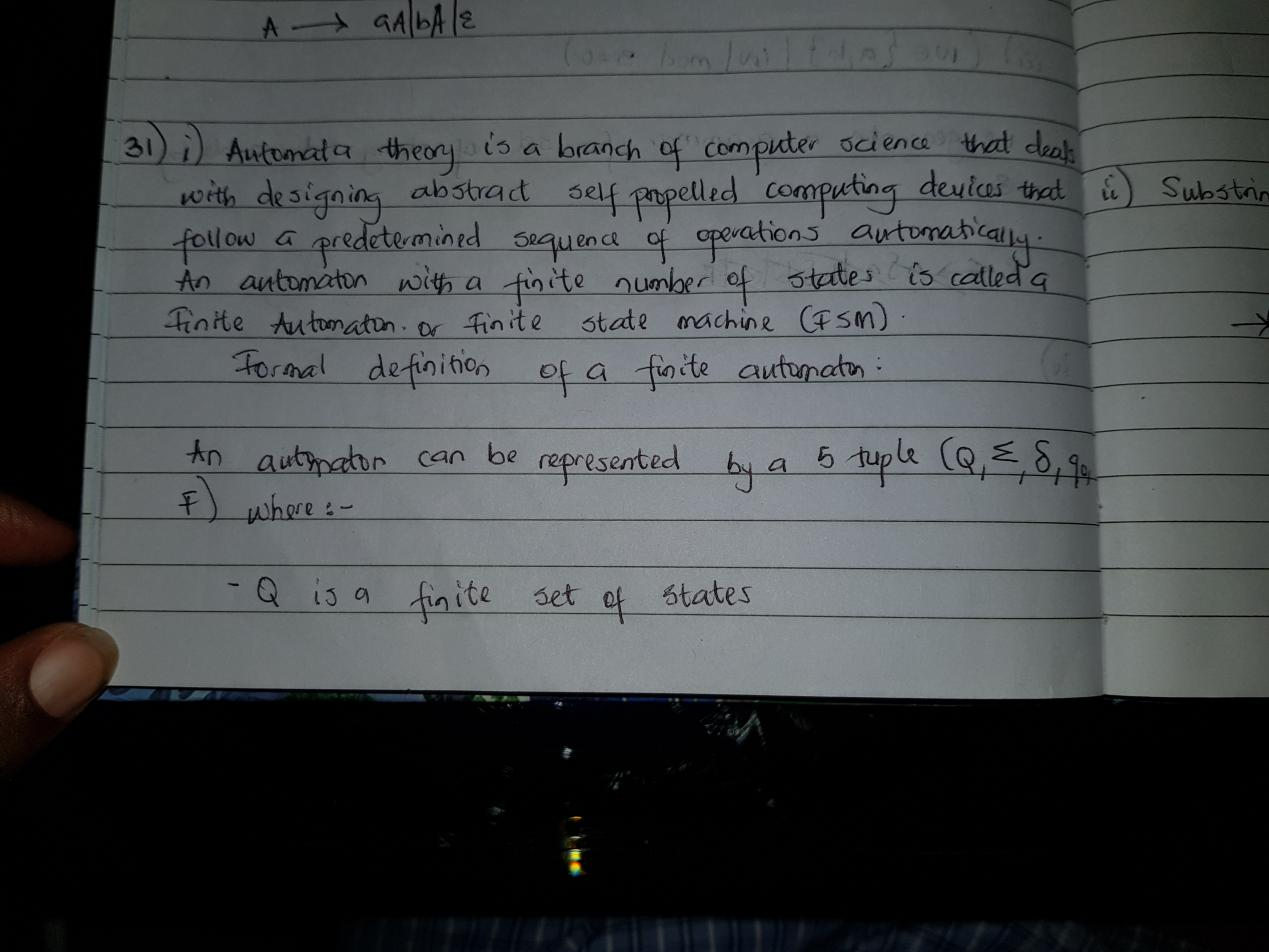 A → aA|bA|ε
31) i) Automata theory is a branch of computer science that deals
with designing abstract self propelled computing devices that
follow a predetermined sequence of operations automatically.
An automaton with a finite number of states is called a
Finite Automaton. or Finite state machine (FSM).
Formal definition of a finite automaton:
An automaton can be represented by a 5 tuple (Q, Σ, δ, q0,
F) where :-
- Q is a finite set of states
ii) Substrin
→